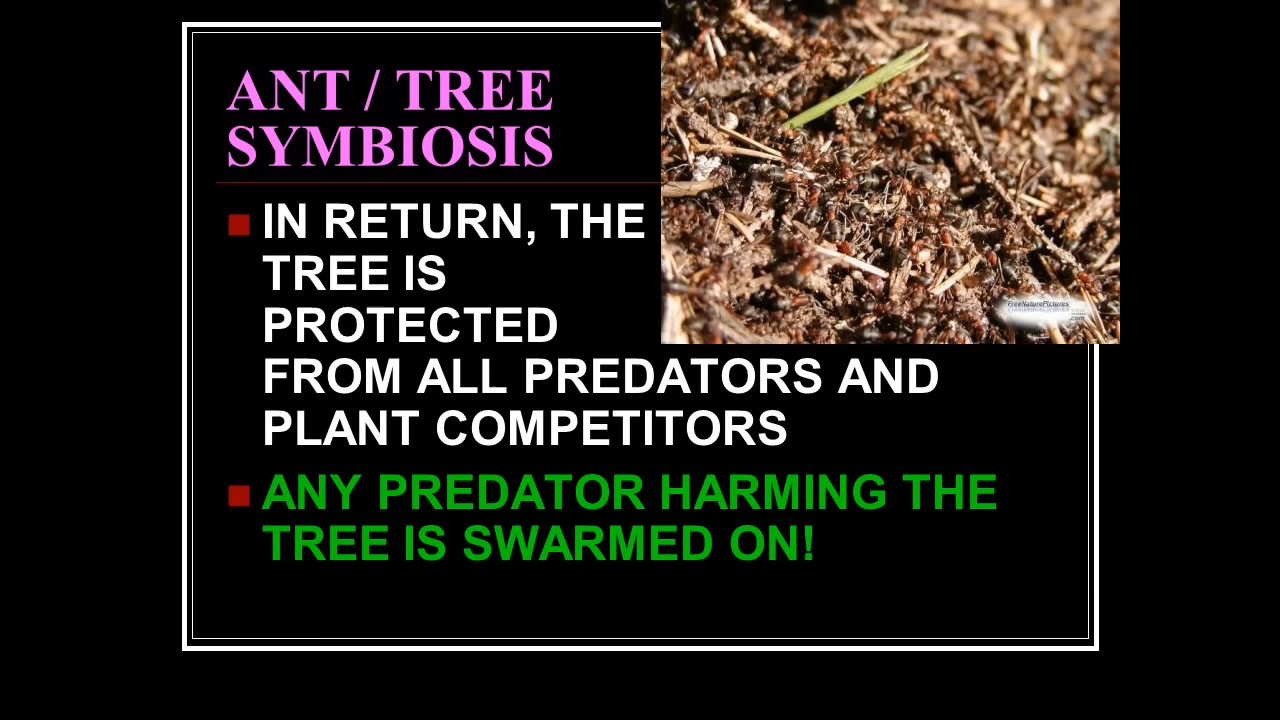 ANT / TREE
SYMBIOSIS
IN RETURN, THE
TREE IS
PROTECTED
FROM ALL PREDATORS AND
PLANT COMPETITORS
ANY PREDATOR HARMING THE
TREE IS SWARMED ON!
FreeNaturePictures
.com